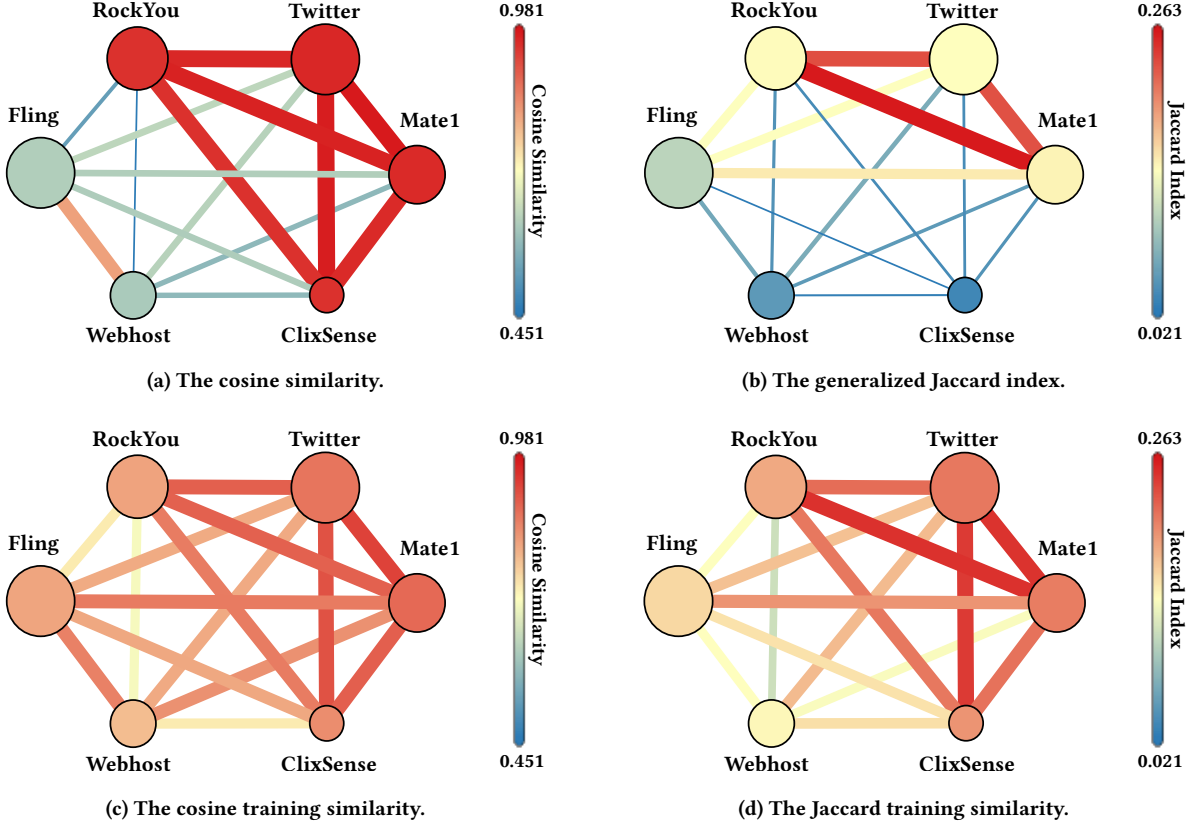 RockYou
Twitter
0.981
Fling
Mate1
Cosine Similarity
Webhost
ClixSense
0.451
(a) The cosine similarity.
RockYou
Twitter
0.263
Fling
Mate1
Jaccard Index
Webhost
ClixSense
0.021
(b) The generalized Jaccard index.
RockYou
Twitter
0.981
Fling
Mate1
Cosine Similarity
Webhost
ClixSense
0.451
(c) The cosine training similarity.
RockYou
Twitter
0.263
Fling
Mate1
Jaccard Index
Webhost
ClixSense
0.021
(d) The Jaccard training similarity.